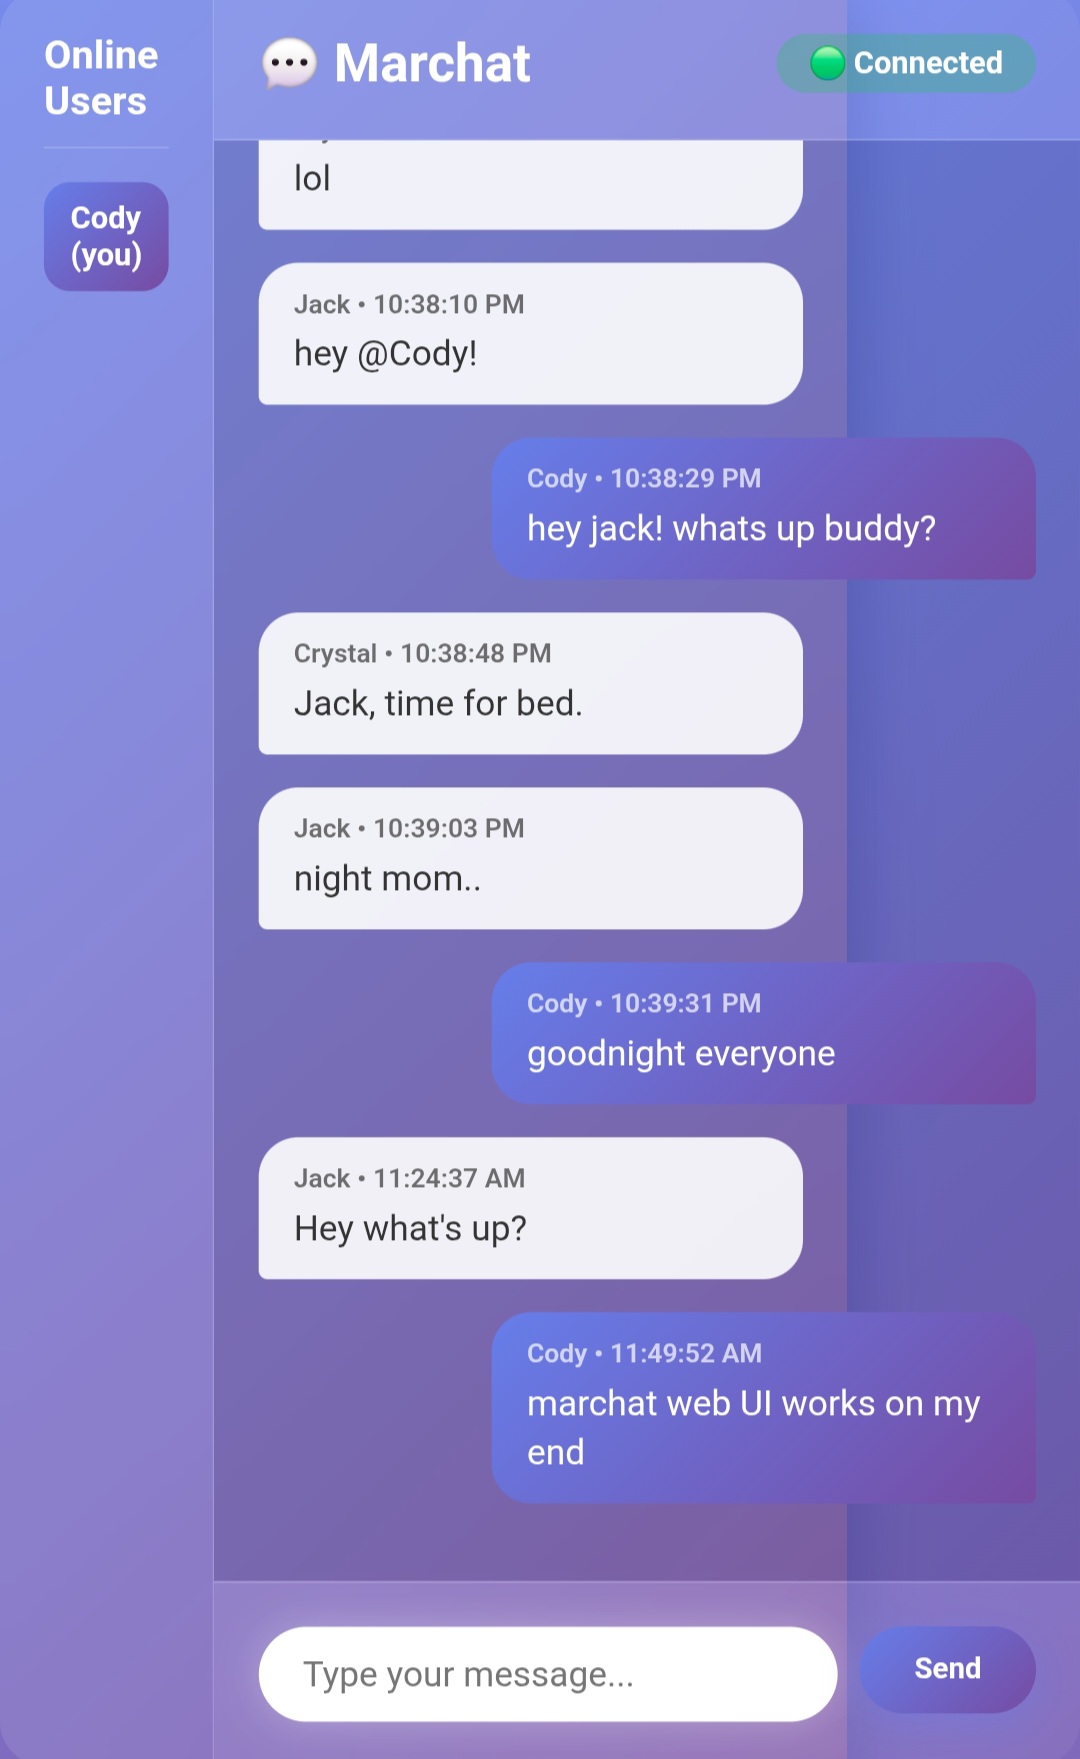 Online
Users
Cody
(you)
💬 Marchat
🟢 Connected
lol
Jack • 10:38:10 PM
hey @Cody!
Cody • 10:38:29 PM
hey jack! whats up buddy?
Crystal • 10:38:48 PM
Jack, time for bed.
Jack • 10:39:03 PM
night mom..
Cody • 10:39:31 PM
goodnight everyone
Jack • 11:24:37 AM
Hey what's up?
Cody • 11:49:52 AM
marchat web UI works on my
end
Type your message...
Send